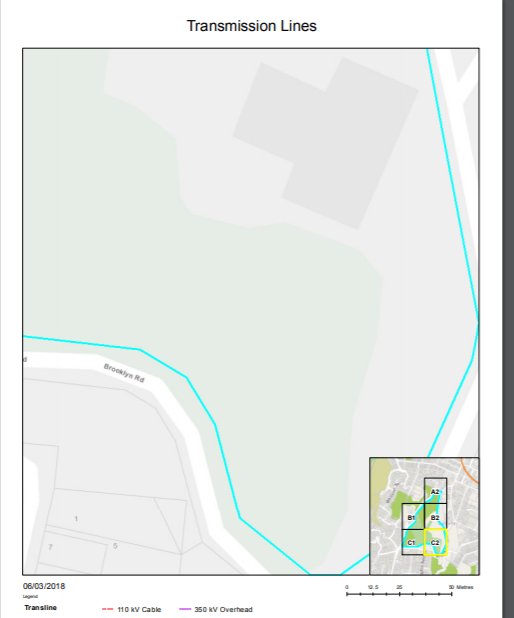 Transmission Lines
d
Brooklyn Rd
1
7
5
A2
B1
B2
C1
C2
06/03/2018
0 12.5 25 50 Metres
Legend
Transline
110 kV Cable 350 kV Overhead